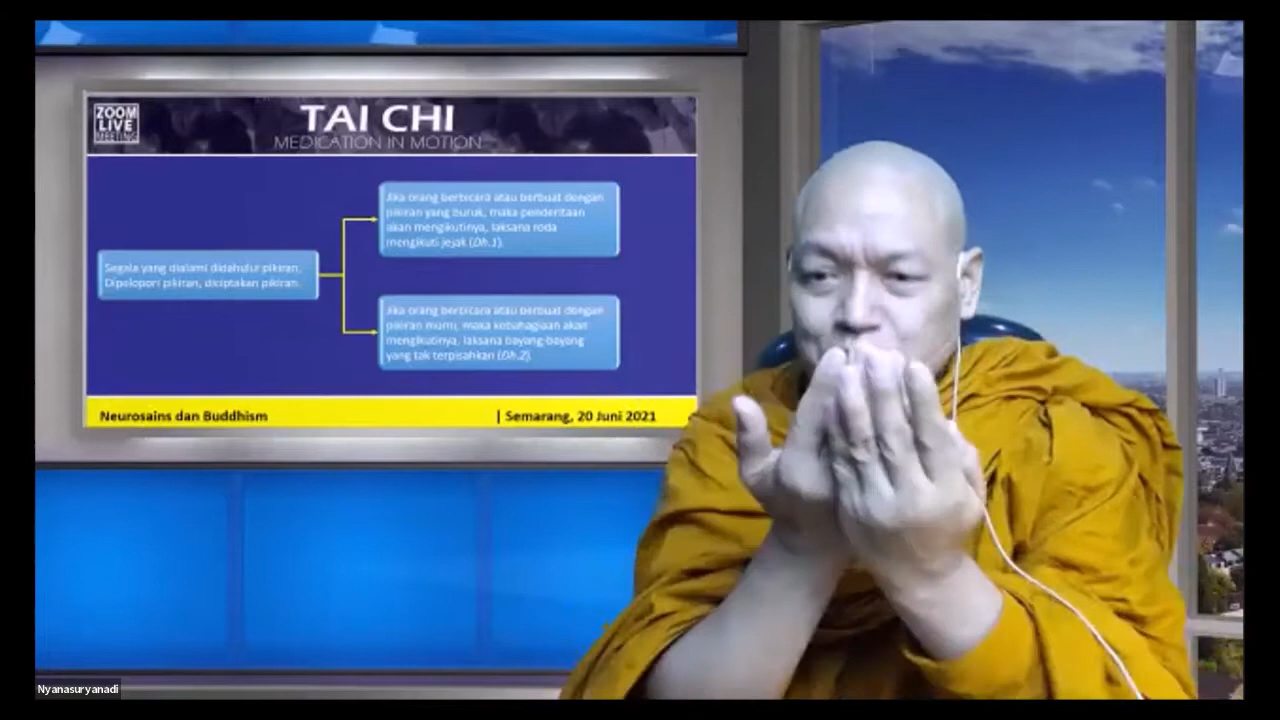 ZOOM
LIVE
MEETING
TAI CHI
MEDICATION IN MOTION
Jika orang berbicara atau berbuat dengan
pikiran yang buruk, maka penderitaan
akan mengikutinya, laksana roda
mengikuti jejak (Dh.1).
Segala yang dialami didahului pikiran,
Dipelopori pikiran, diciptakan pikiran.
Jika orang berbicara atau berbuat dengan
pikiran murni, maka kebahagiaan akan
mengikutinya, laksana bayang-bayang
yang tak terpisahkan (Dh.2).
Neurosains dan Buddhism
| Semarang, 20 Juni 2021
Nyanasuryanadi